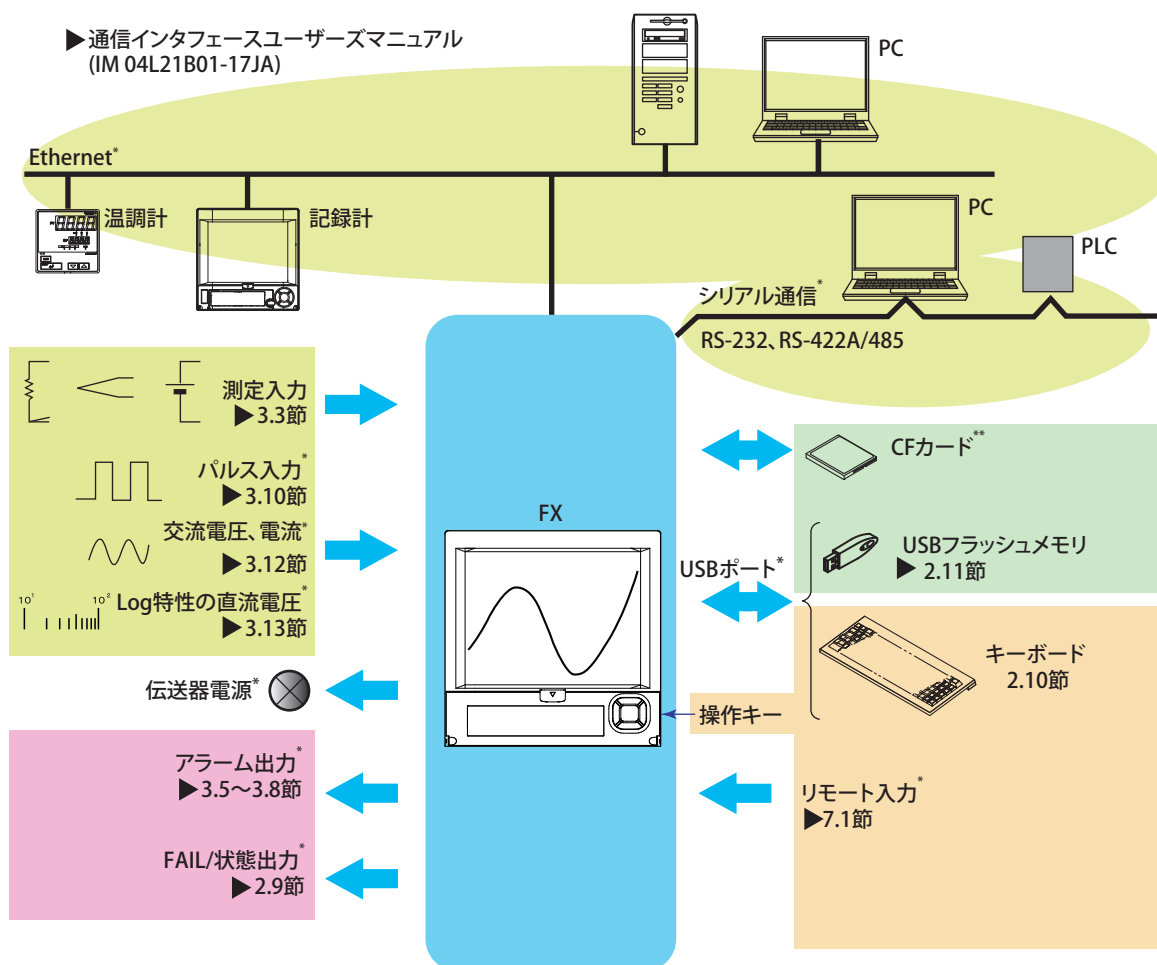 ▶通信インタフェースユーザーズマニュアル
(IM 04L21B01-17JA)
PC
Ethernet*
温調計
記録計
PC
PLC
シリアル通信*
RS-232、RS-422A/485
測定入力
▶3.3節
パルス入力*
▶3.10節
交流電圧、電流*
▶3.12節
10¹ 10² Log特性の直流電圧*
▶3.13節
伝送器電源*
アラーム出力*
▶3.5～3.8節
FAIL/状態出力*
▶2.9節
FX
CFカード**
USBポート*
USBフラッシュメモリ
▶ 2.11節
キーボード
2.10節
操作キー
リモート入力*
▶7.1節